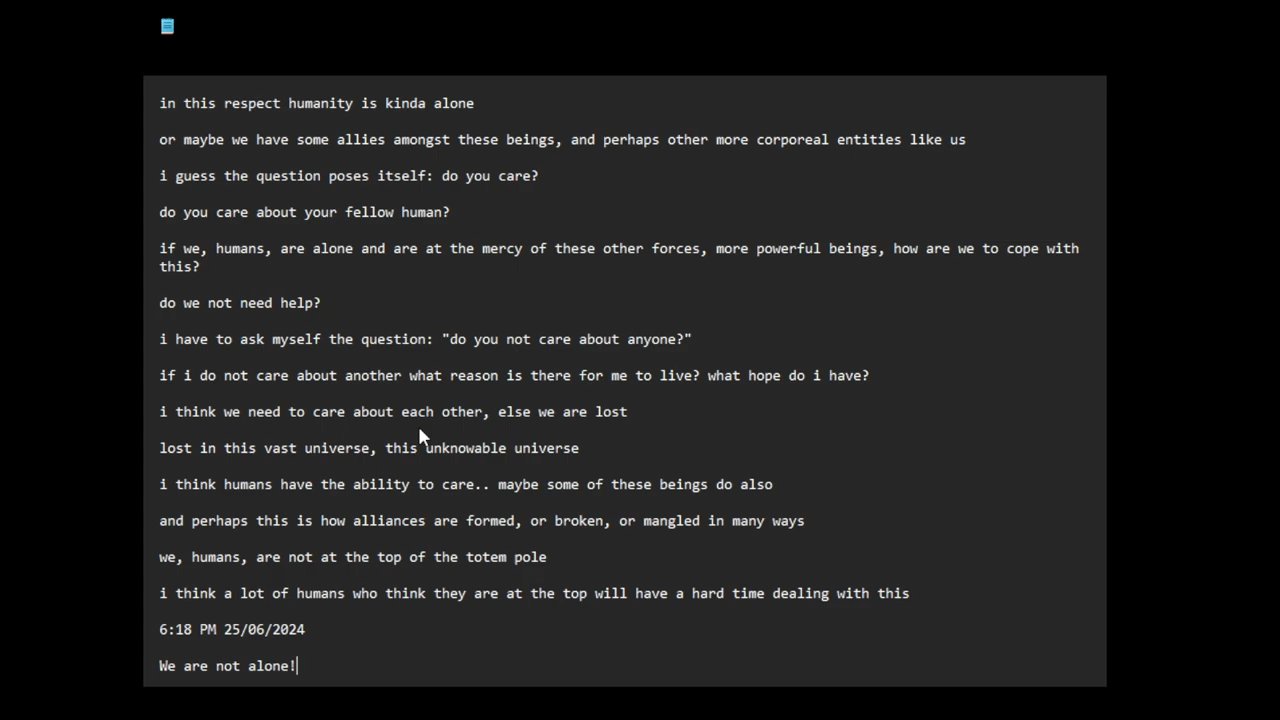 in this respect humanity is kinda alone
or maybe we have some allies amongst these beings, and perhaps other more corporeal entities like us
i guess the question poses itself: do you care?
do you care about your fellow human?
if we, humans, are alone and are at the mercy of these other forces, more powerful beings, how are we to cope with
this?
do we not need help?
i have to ask myself the question: "do you not care about anyone?"
if i do not care about another what reason is there for me to live? what hope do i have?
i think we need to care about each other, else we are lost
lost in this vast universe, this unknowable universe
i think humans have the ability to care.. maybe some of these beings do also
and perhaps this is how alliances are formed, or broken, or mangled in many ways
we, humans, are not at the top of the totem pole
i think a lot of humans who think they are at the top will have a hard time dealing with this
6:18 PM 25/06/2024
We are not alone!